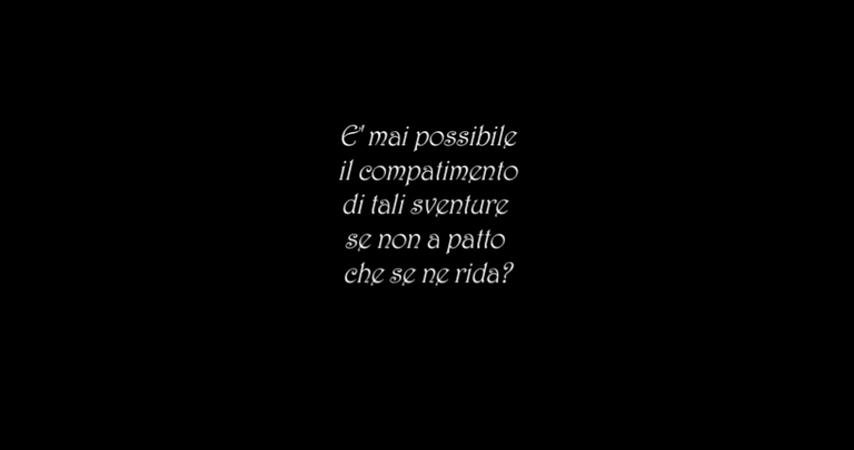 E' mai possibile
il compatimento
di tali sventure
se non a patto
che se ne rida?